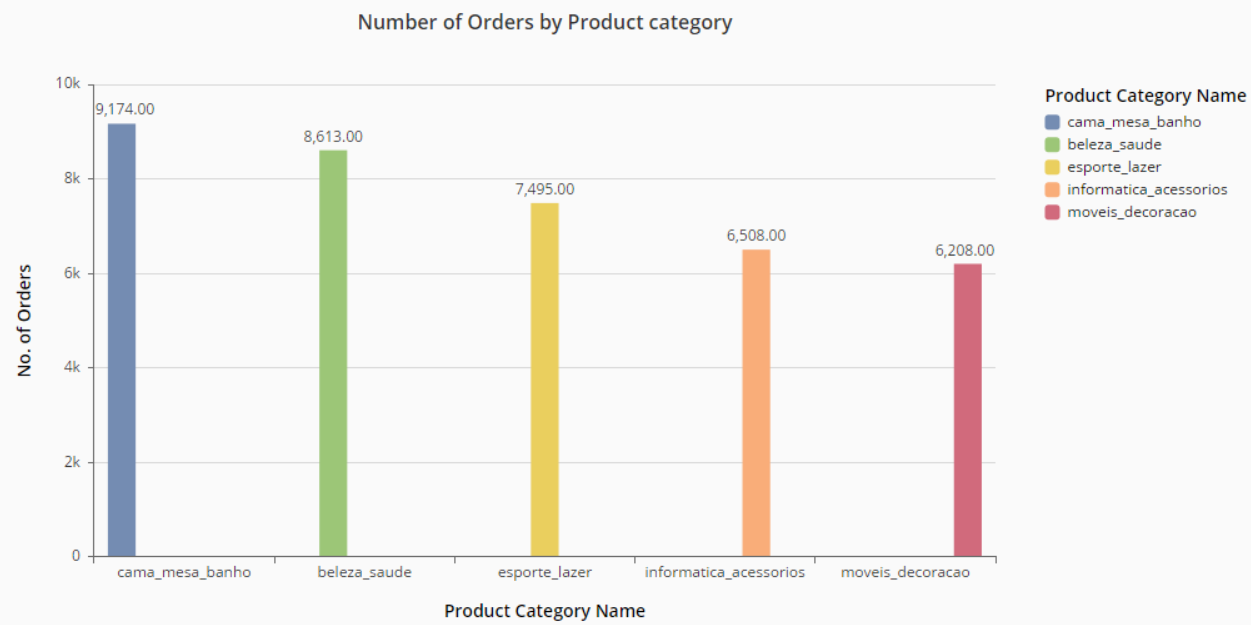 Number of Orders by Product category
10k
9,174.00
8,613.00
8k
7,495.00
6,508.00
6,208.00
6k
4k
2k
0
No. of Orders
cama_mesa_banho
beleza_saude
esporte_lazer
informatica_acessorios
moveis_decoracao
Product Category Name
Product Category Name
cama_mesa_banho
beleza_saude
esporte_lazer
informatica_acessorios
moveis_decoracao